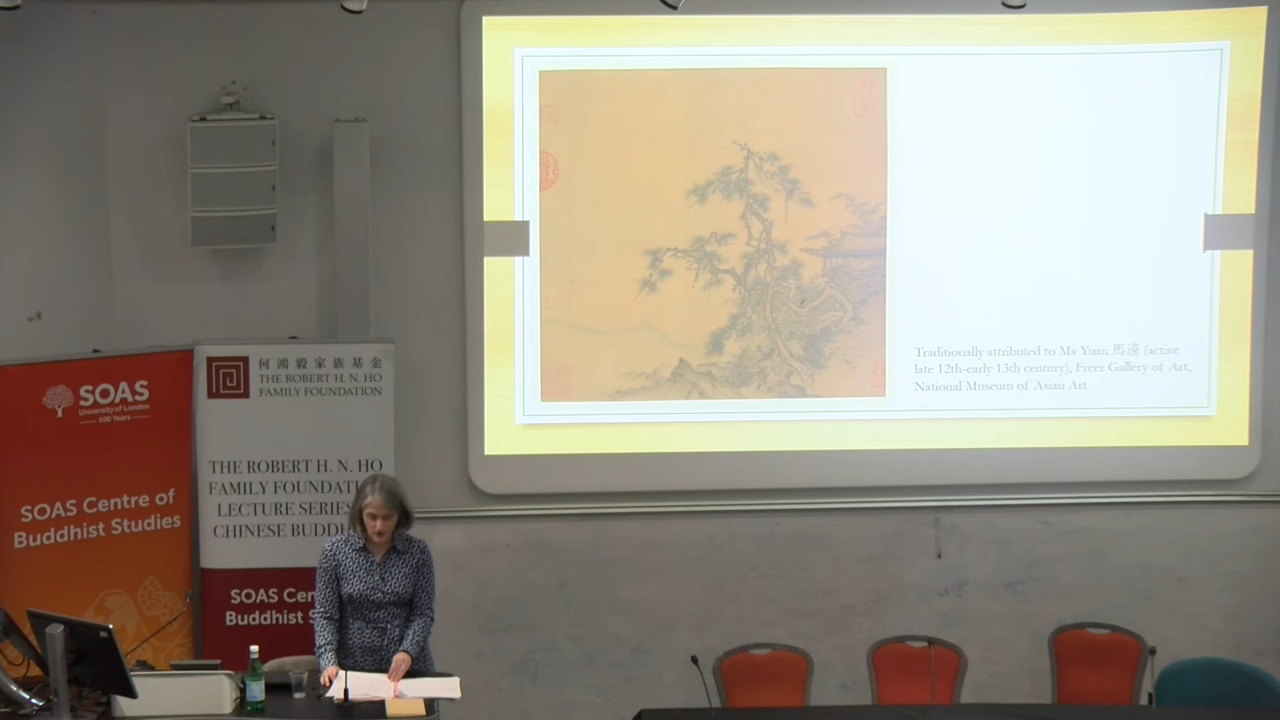 Traditionally attributed to Ma Yuan 馬遠 (active
late 12th-early 13th century), Freer Gallery of Art,
National Museum of Asian Art
SOAS
University of London
100 Years
SOAS Centre of
Buddhist Studies
何鴻毅家族基金
THE ROBERT H. N. HO
FAMILY FOUNDATION
THE ROBERT H. N. HO
FAMILY FOUNDATI
LECTURE SERIES
CHINESE BUDD
SOAS Cen
Buddhist S